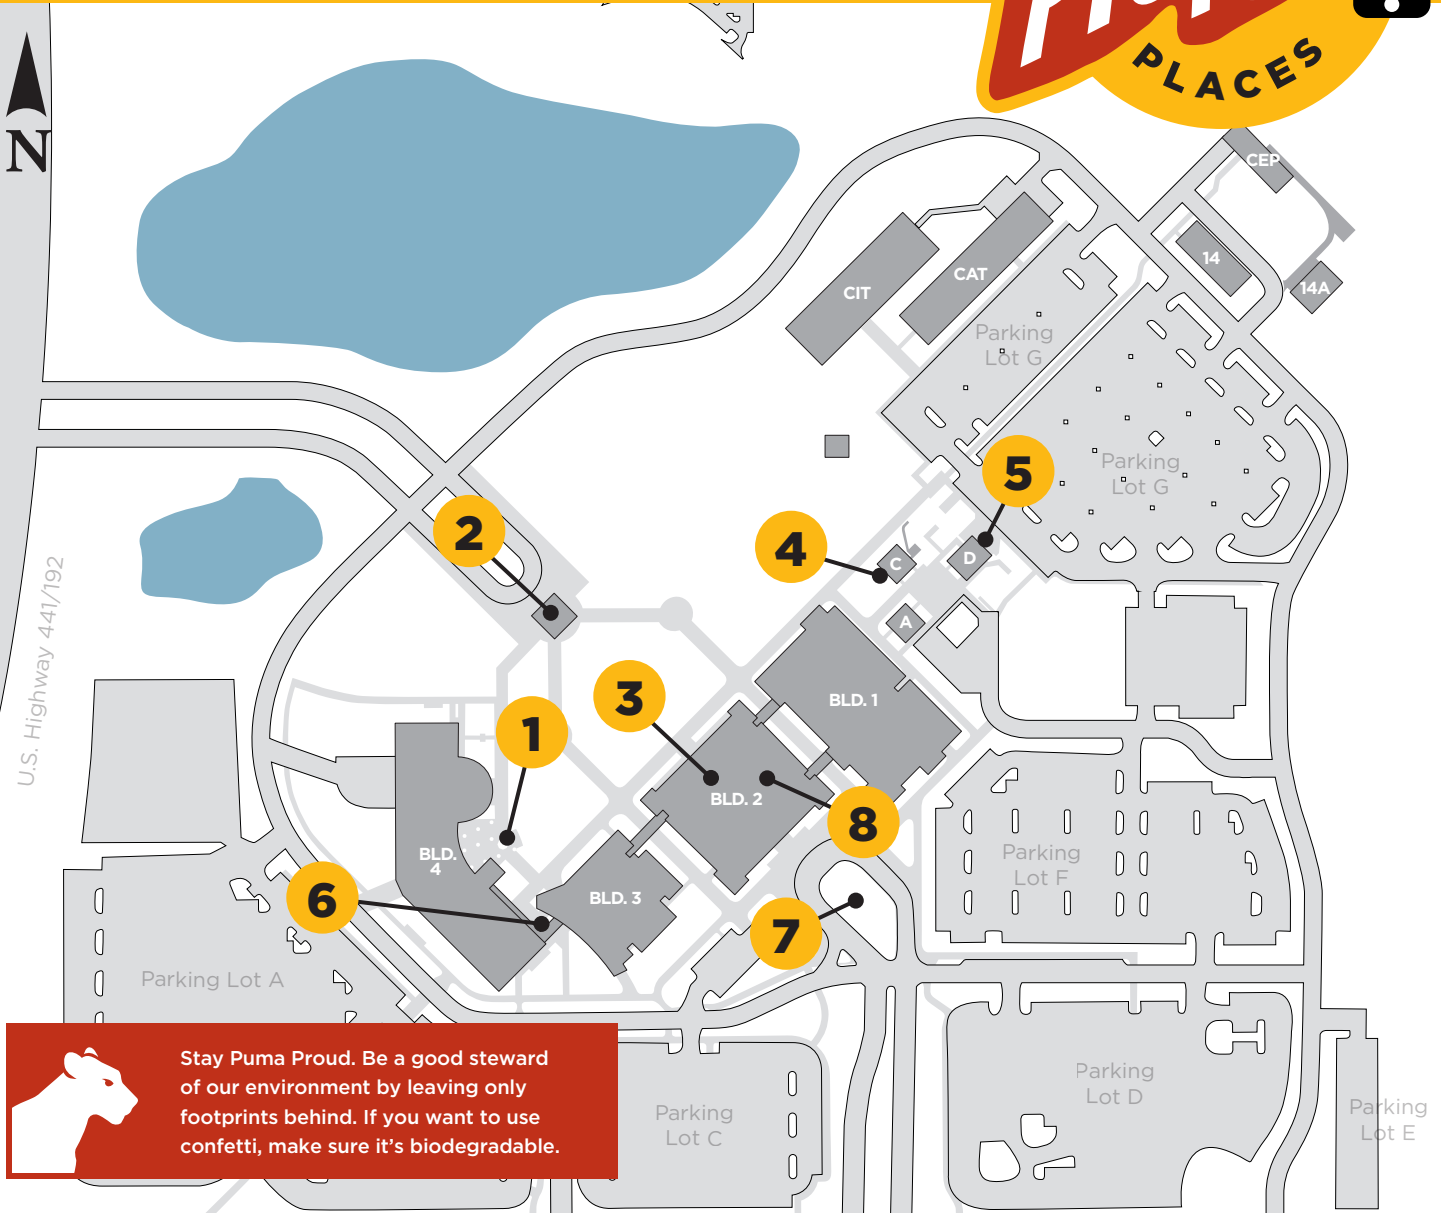 PLACES
N
CEP
14
14A
CIT
CAT
Parking
Lot G
Parking
Lot G
5
2
4
C
D
A
U.S. Highway 441/192
3
1
BLD. 1
BLD. 2
8
BLD.
4
BLD. 3
6
7
Parking
Lot F
Parking Lot A
Stay Puma Proud. Be a good steward
of our environment by leaving only
footprints behind. If you want to use
confetti, make sure it's biodegradable.
Parking
Lot C
Parking
Lot D
Parking
Lot E